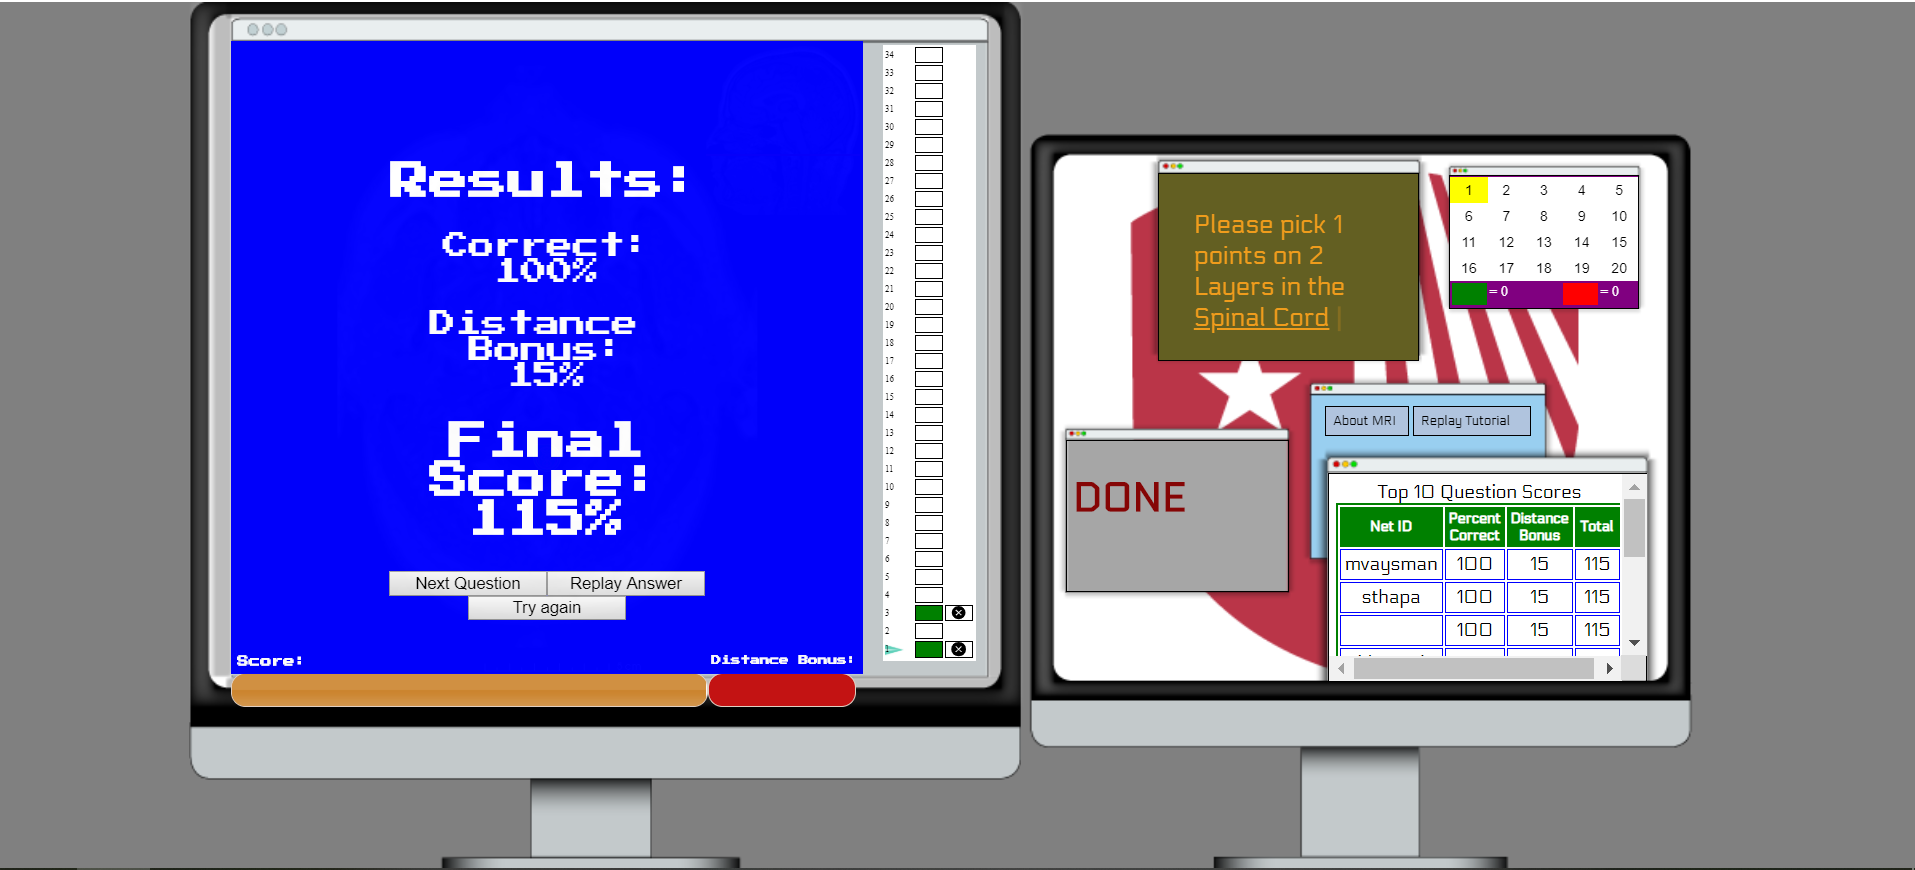 Results:
Correct:
100%
Distance
Bonus:
15%
Final
Score:
115%
Next Question
Replay Answer
Try again
Score:
Distance Bonus:
34
33
32
31
30
29
28
27
26
25
24
23
22
21
20
19
18
17
16
15
14
13
12
11
10
9
8
7
6
5
4
3
2
Please pick 1
points on 2
Layers in the
Spinal Cord
1 2 3 4 5
6 7 8 9 10
11 12 13 14 15
16 17 18 19 20
= 0 = 0
About MRI
Replay Tutorial
DONE
Top 10 Question Scores
Net ID Percent Correct Distance Bonus Total
mvaysman 100 15 115
sthapa 100 15 115
100 15 115